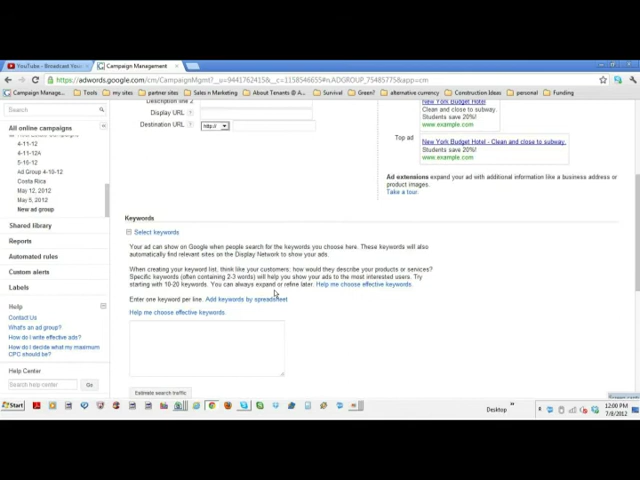 YouTube - Broadcast You
Campaign Management
https://adwords.google.com/cm/CampaignMgmt?_u=9441762415&_c=1158546655#n.ADGROUP_75485775&app=cm
Campaign Manage...
Tools
my sites
partner sites
Sales n Marketing
About Tenants @ A...
Survival
Green?
alternative currency
Construction Ideas
personal
Funding
Search
All online campaigns
4-11-12
4-11-12A
5-16-12
Ad Group 4-10-12
Costa Rica
May 12, 2012
May 5, 2012
New ad group
Shared library
Reports
Automated rules
Custom alerts
Labels
Help
Contact Us
What's an ad group?
How do I write effective ads?
How do I decide what my maximum
CPC should be?
Help Center
Search help center
Go
Description line 2
Display URL
Destination URL
http://
New York Budget Hotel
Clean and close to subway.
Students save 20%!
www.example.com
Top ad
New York Budget Hotel - Clean and close to subway.
Students save 20%!
www.example.com
Ad extensions expand your ad with additional information like a business address or
product images.
Take a tour.
Keywords
Select keywords
Your ad can show on Google when people search for the keywords you choose here. These keywords will also
automatically find relevant sites on the Display Network to show your ads.
When creating your keyword list, think like your customers: how would they describe your products or services?
Specific keywords (often containing 2-3 words) will help you show your ads to the most interested users. Try
starting with 10-20 keywords. You can always expand or refine later. Help me choose effective keywords.
Enter one keyword per line. Add keywords by spreadsheet
Help me choose effective keywords.
Estimate search traffic
Start
Desktop
12:00 PM
7/8/2012